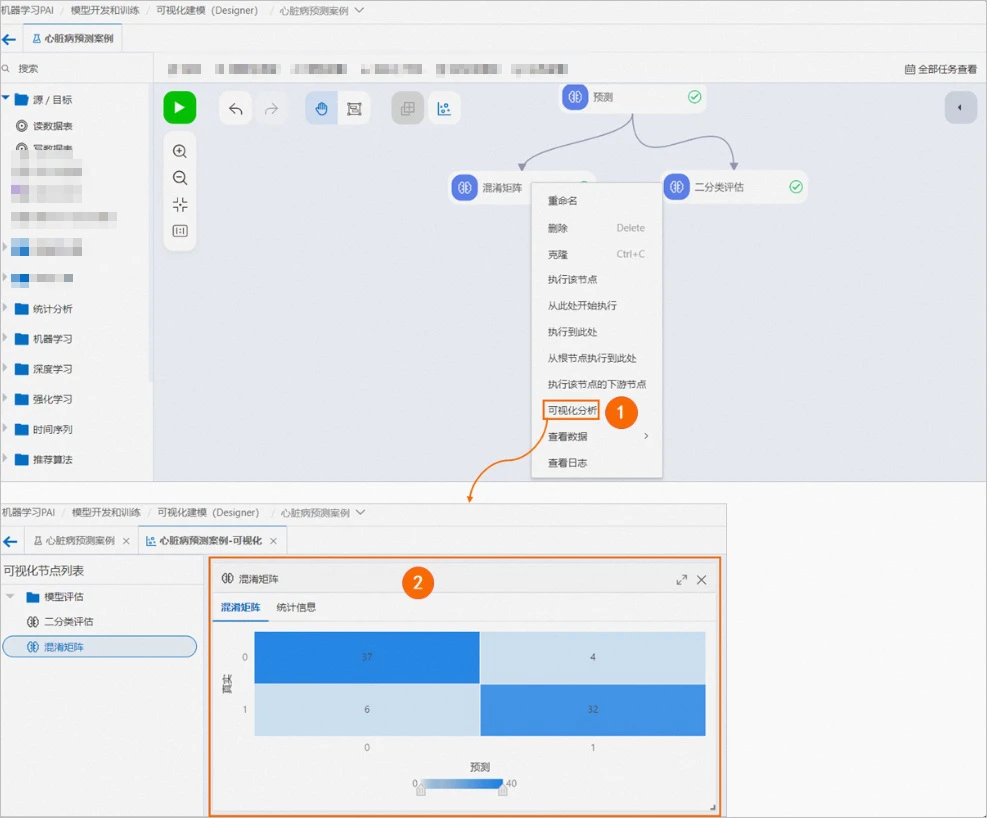 机器学习PAI / 模型开发和训练 / 可视化建模（Designer） / 心脏病预测案例
心脏病预测案例
搜索
全部任务查看
源 / 目标
读数据表
写数据表
统计分析
机器学习
深度学习
强化学习
时间序列
推荐算法
预测
混淆矩阵
二分类评估
重命名
删除 Delete
克隆 Ctrl+C
执行该节点
从此处开始执行
执行到此处
从根节点执行到此处
执行该节点的下游节点
可视化分析 1
查看数据
查看日志
机器学习PAI / 模型开发和训练 / 可视化建模（Designer） / 心脏病预测案例
心脏病预测案例 × 心脏病预测案例-可视化 ×
可视化节点列表
模型评估
二分类评估
混淆矩阵
混淆矩阵 2
混淆矩阵 统计信息
0 37 4
真实
1 6 32
0 1
预测
0 40